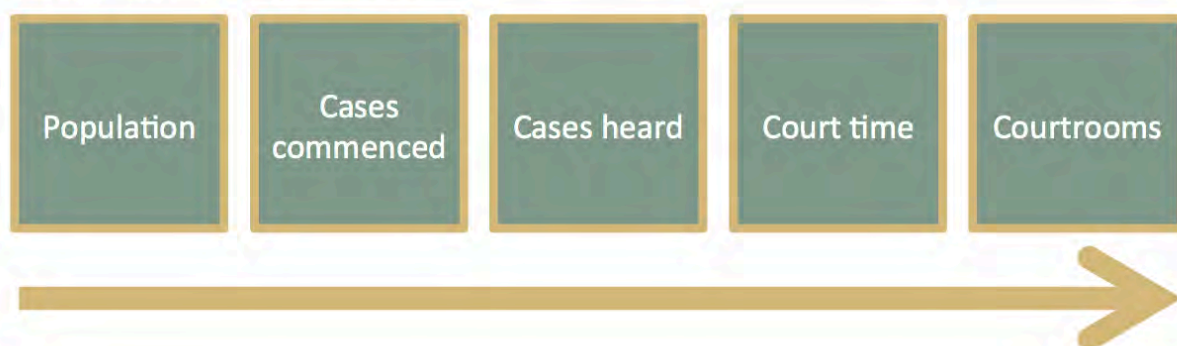 Population
Cases
commenced
Cases heard
Court time
Courtrooms